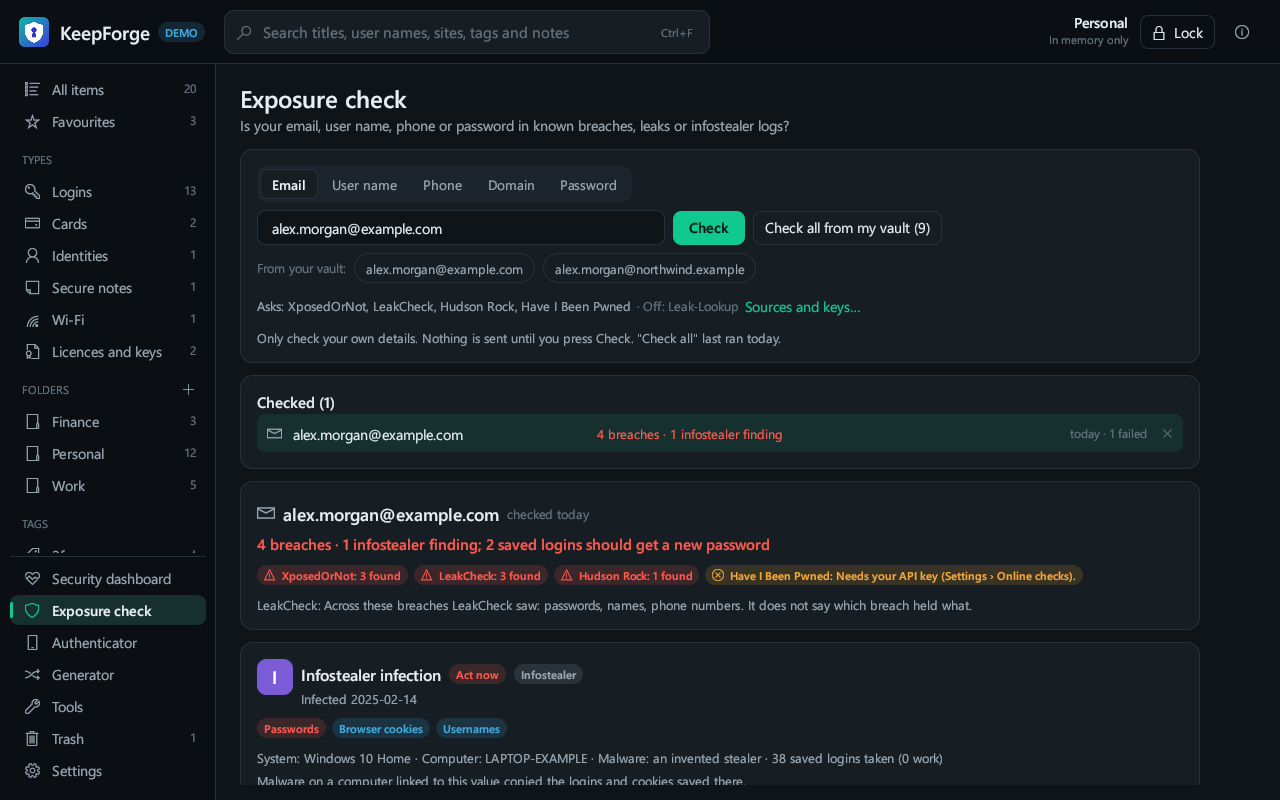 KeepForge DEMO
Search titles, user names, sites, tags and notes Ctrl+F
Personal
In memory only
Lock
All items 20
Favourites 3
TYPES
Logins 13
Cards 2
Identities 1
Secure notes 1
Wi-Fi 1
Licences and keys 2
FOLDERS
Finance 3
Personal 12
Work 5
TAGS
Security dashboard
Exposure check
Authenticator
Generator
Tools
Trash 1
Settings
Exposure check
Is your email, user name, phone or password in known breaches, leaks or infostealer logs?
Email User name Phone Domain Password
alex.morgan@example.com Check Check all from my vault (9)
From your vault: alex.morgan@example.com alex.morgan@northwind.example
Asks: XposedOrNot, LeakCheck, Hudson Rock, Have I Been Pwned · Off: Leak-Lookup Sources and keys...
Only check your own details. Nothing is sent until you press Check. "Check all" last ran today.
Checked (1)
alex.morgan@example.com 4 breaches · 1 infostealer finding today · 1 failed
alex.morgan@example.com checked today
4 breaches · 1 infostealer finding; 2 saved logins should get a new password
XposedOrNot: 3 found LeakCheck: 3 found Hudson Rock: 1 found Have I Been Pwned: Needs your API key (Settings › Online checks).
LeakCheck: Across these breaches LeakCheck saw: passwords, names, phone numbers. It does not say which breach held what.
I Infostealer infection Act now Infostealer
Infected 2025-02-14
Passwords Browser cookies Usernames
System: Windows 10 Home · Computer: LAPTOP-EXAMPLE · Malware: an invented stealer · 38 saved logins taken (0 work)
Malware on a computer linked to this value copied the logins and cookies saved there.